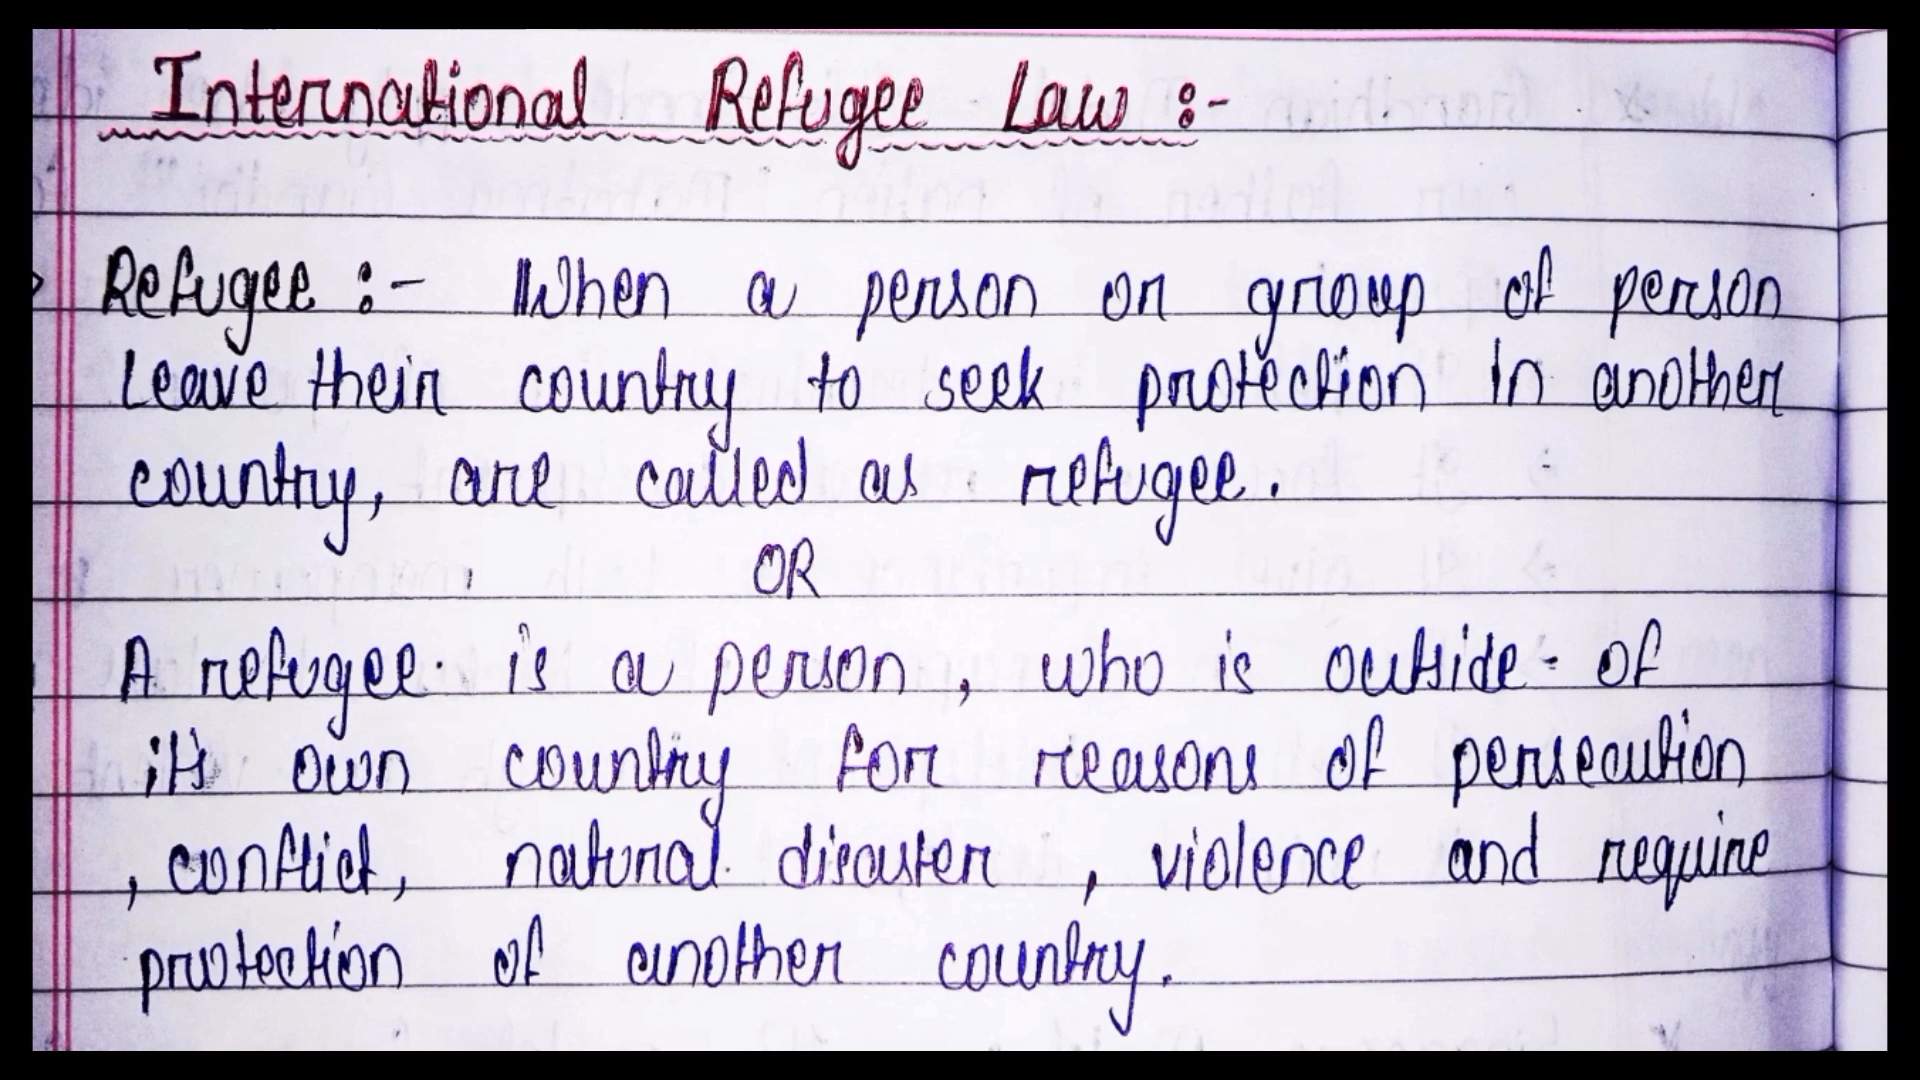 International Refugee Law :-
Refugee :- When a person or group of person
Leave their country to seek protection in another
country, are called as refugee.
OR
A refugee is a person, who is outside of
it's own country for reasons of persecution
, conflict, natural disaster, violence and require
protection of another country.